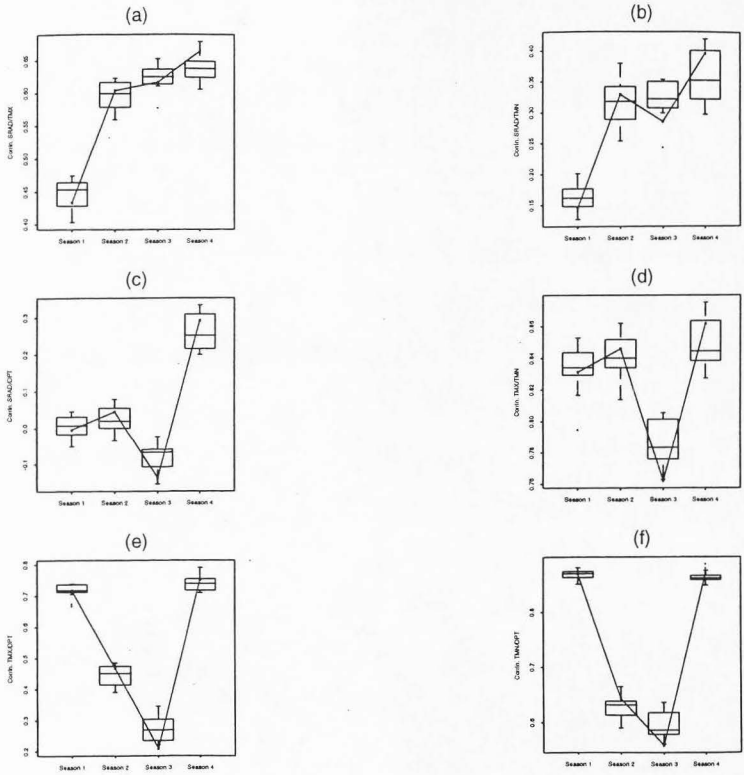 (a)
Corrln. SRAD/TMX
0.65
0.60
0.55
0.50
0.45
0.40
Season 1 Season 2 Season 3 Season 4
(b)
Corrln. SRAD/TMN
0.40
0.35
0.30
0.25
0.20
0.15
Season 1 Season 2 Season 3 Season 4
(c)
Corrln. SRAD/DPT
0.3
0.2
0.1
0.0
-0.1
Season 1 Season 2 Season 3 Season 4
(d)
Corrln. TMX/TMN
0.86
0.84
0.82
0.80
0.78
0.76
Season 1 Season 2 Season 3 Season 4
(e)
Corrln. TMX/DPT
0.8
0.7
0.6
0.5
0.4
0.3
0.2
Season 1 Season 2 Season 3 Season 4
(f)
Corrln. TMN/DPT
0.7
Season 1 Season 2 Season 3 Season 4